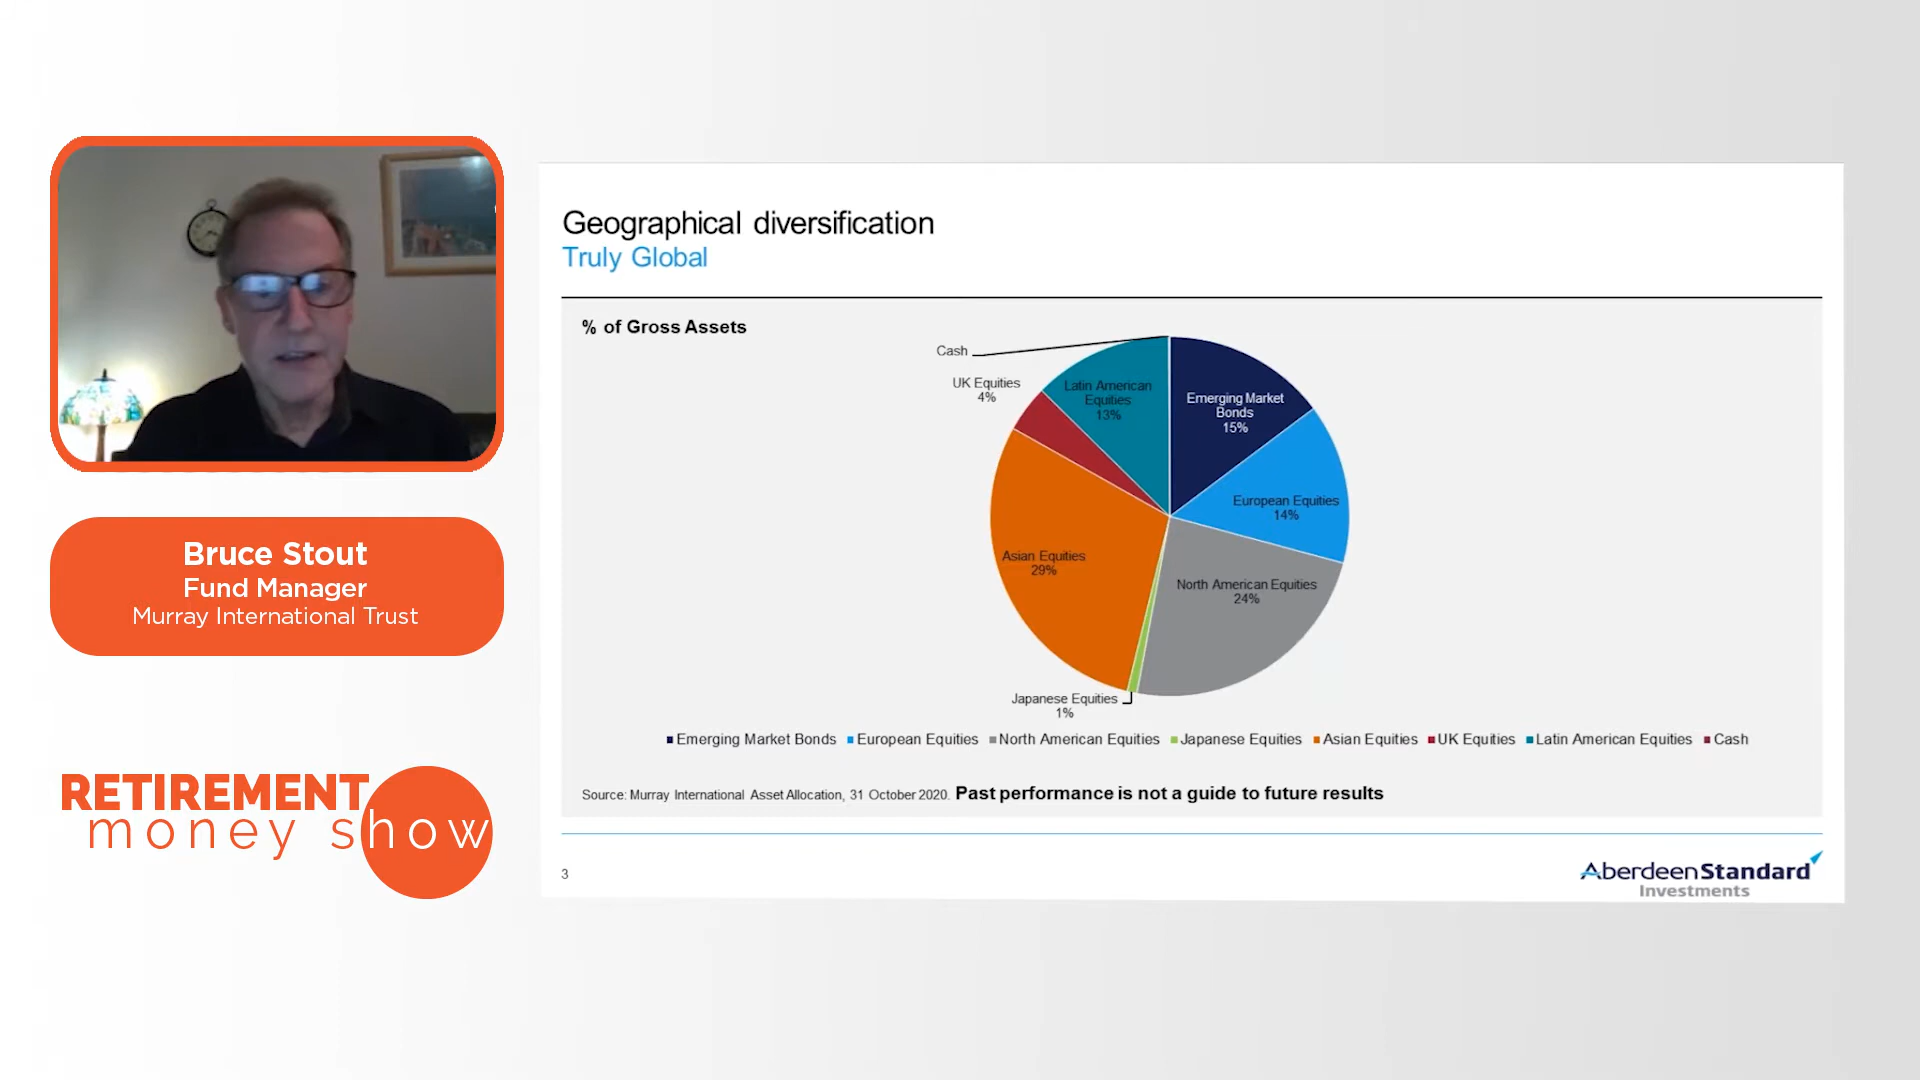 Geographical diversification
Truly Global
% of Gross Assets
Cash
UK Equities
4%
Latin American
Equities
13%
Emerging Market
Bonds
15%
European Equities
14%
Asian Equities
29%
North American Equities
24%
Japanese Equities
1%
Emerging Market Bonds European Equities North American Equities Japanese Equities Asian Equities UK Equities Latin American Equities Cash
Source: Murray International Asset Allocation, 31 October 2020. Past performance is not a guide to future results
3
AberdeenStandard
Investments
Bruce Stout
Fund Manager
Murray International Trust
RETIREMENT
money show